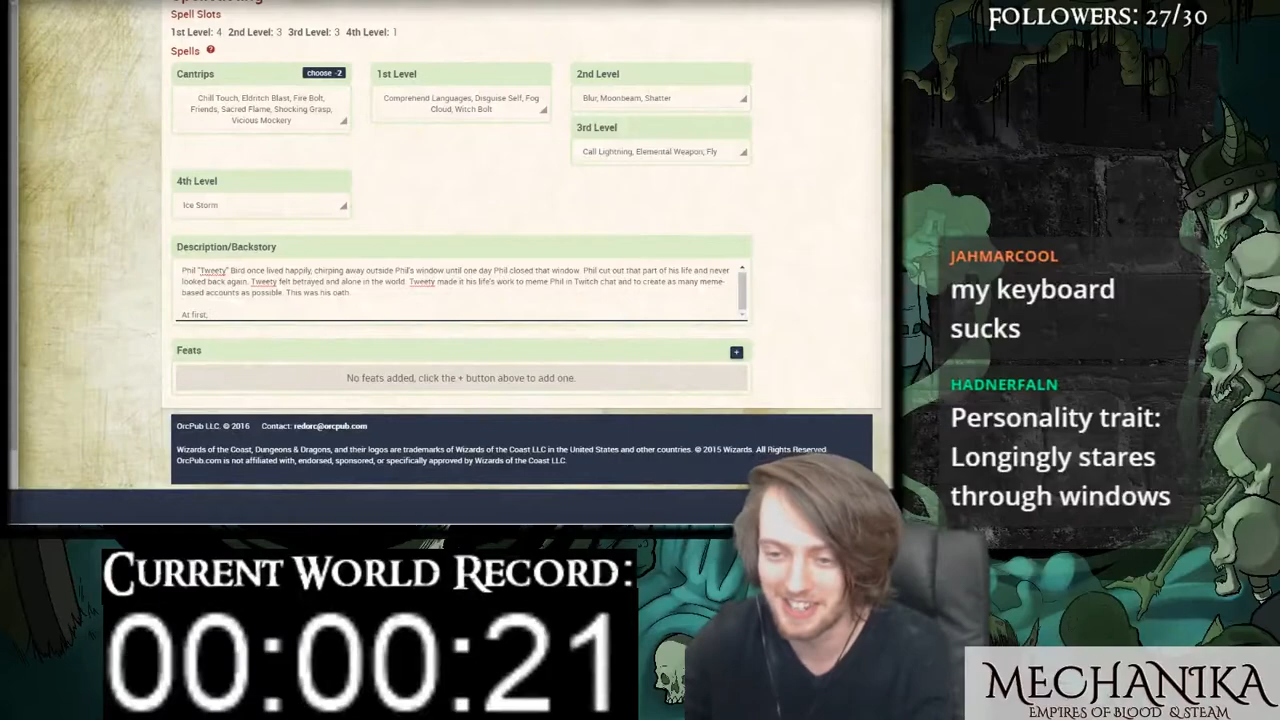 Spell Slots
1st Level: 4 2nd Level: 3 3rd Level: 3 4th Level: 1
Spells
Cantrips
choose -2
Chill Touch, Eldritch Blast, Fire Bolt,
Friends, Sacred Flame, Shocking Grasp,
Vicious Mockery
1st Level
Comprehend Languages, Disguise Self, Fog
Cloud, Witch Bolt
2nd Level
Blur, Moonbeam, Shatter
3rd Level
Call Lightning, Elemental Weapon, Fly
4th Level
Ice Storm
Description/Backstory
Phil "Tweety" Bird once lived happily, chirping away outside Phil's window until one day Phil closed that window. Phil cut out that part of his life and never
looked back again. Tweety felt betrayed and alone in the world. Tweety made it his life's work to meme Phil in Twitch chat and to create as many meme-
based accounts as possible. This was his oath.
At first,
Feats
+
No feats added, click the + button above to add one.
OrcPub LLC. © 2016 Contact: redorc@orcpub.com
Wizards of the Coast, Dungeons & Dragons, and their logos are trademarks of Wizards of the Coast LLC in the United States and other countries. © 2015 Wizards. All Rights Reserved.
OrcPub.com is not affiliated with, endorsed, sponsored, or specifically approved by Wizards of the Coast LLC.
Followers: 27/30
JAHMARCOOL
my keyboard
sucks
HADNERFALN
Personality trait:
Longingly stares
through windows
Current World Record:
00:00:21
MECHANIKA
EMPIRES OF BLOOD & STEAM